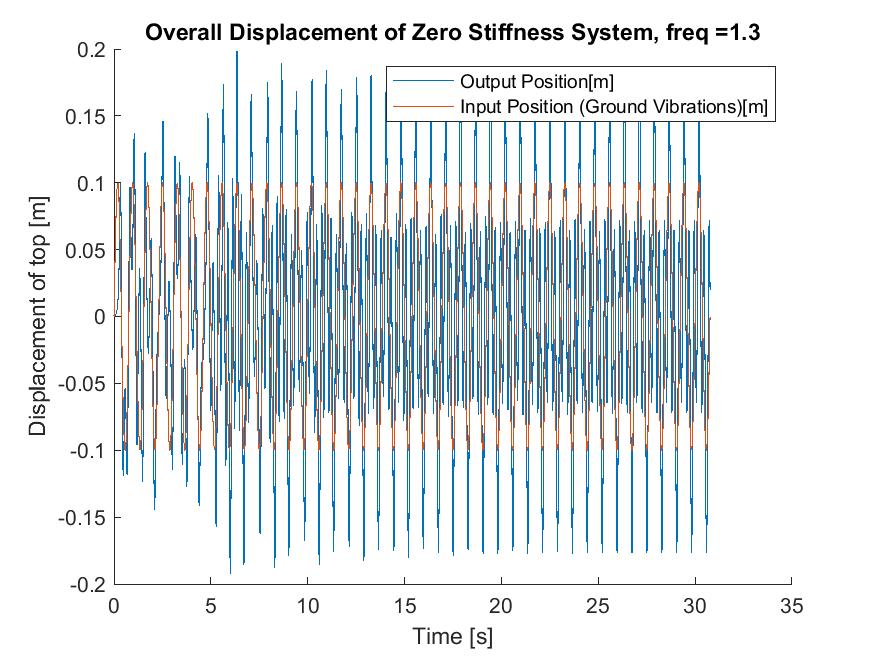 Overall Displacement of Zero Stiffness System, freq =1.3
0.2
Output Position[m]
Input Position (Ground Vibrations)[m]
0.15
0.1
0.05
0
-0.05
-0.1
-0.15
-0.2
Displacement of top [m]
0 5 10 15 20 25 30 35
Time [s]